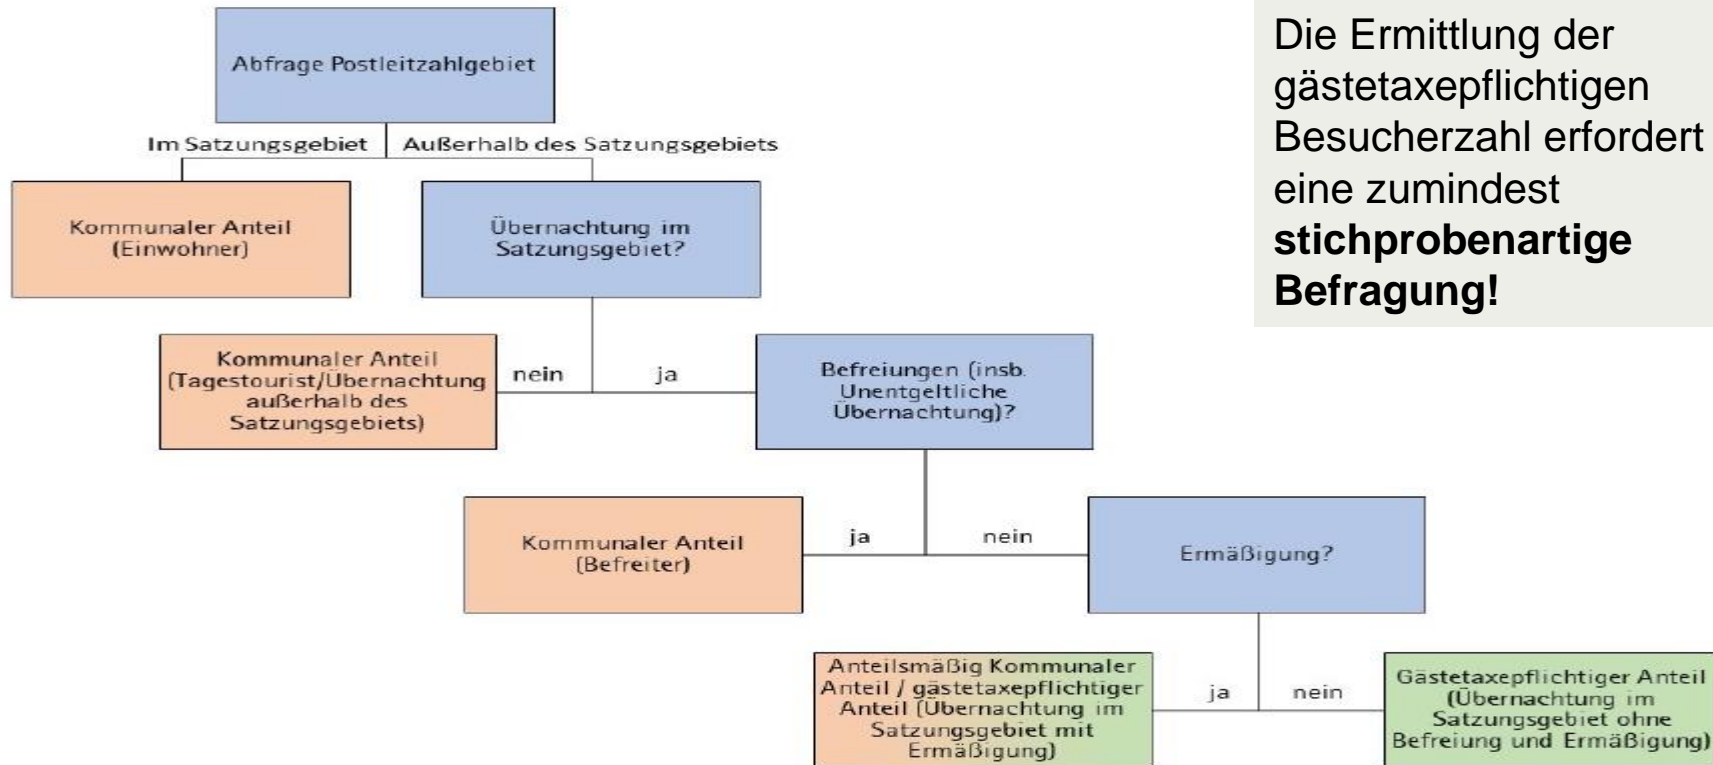 Abfrage Postleitzahlgebiet
Im Satzungsgebiet
Außerhalb des Satzungsgebiets
Kommunaler Anteil
(Einwohner)
Übernachtung im
Satzungsgebiet?
Kommunaler Anteil
(Tagestourist/Übernachtung
außerhalb des
Satzungsgebiets)
nein
ja
Befreiungen (insb.
Unentgeltliche
Übernachtung)?
Kommunaler Anteil
(Befreiter)
ja
nein
Ermäßigung?
Anteilsmäßig Kommunaler
Anteil / gästetaxepflichtiger
Anteil (Übernachtung im
Satzungsgebiet mit
Ermäßigung)
ja
nein
Gästetaxepflichtiger Anteil
(Übernachtung im
Satzungsgebiet ohne
Befreiung und Ermäßigung)
Die Ermittlung der
gästetaxepflichtigen
Besucherzahl erfordert
eine zumindest
stichprobenartige
Befragung!